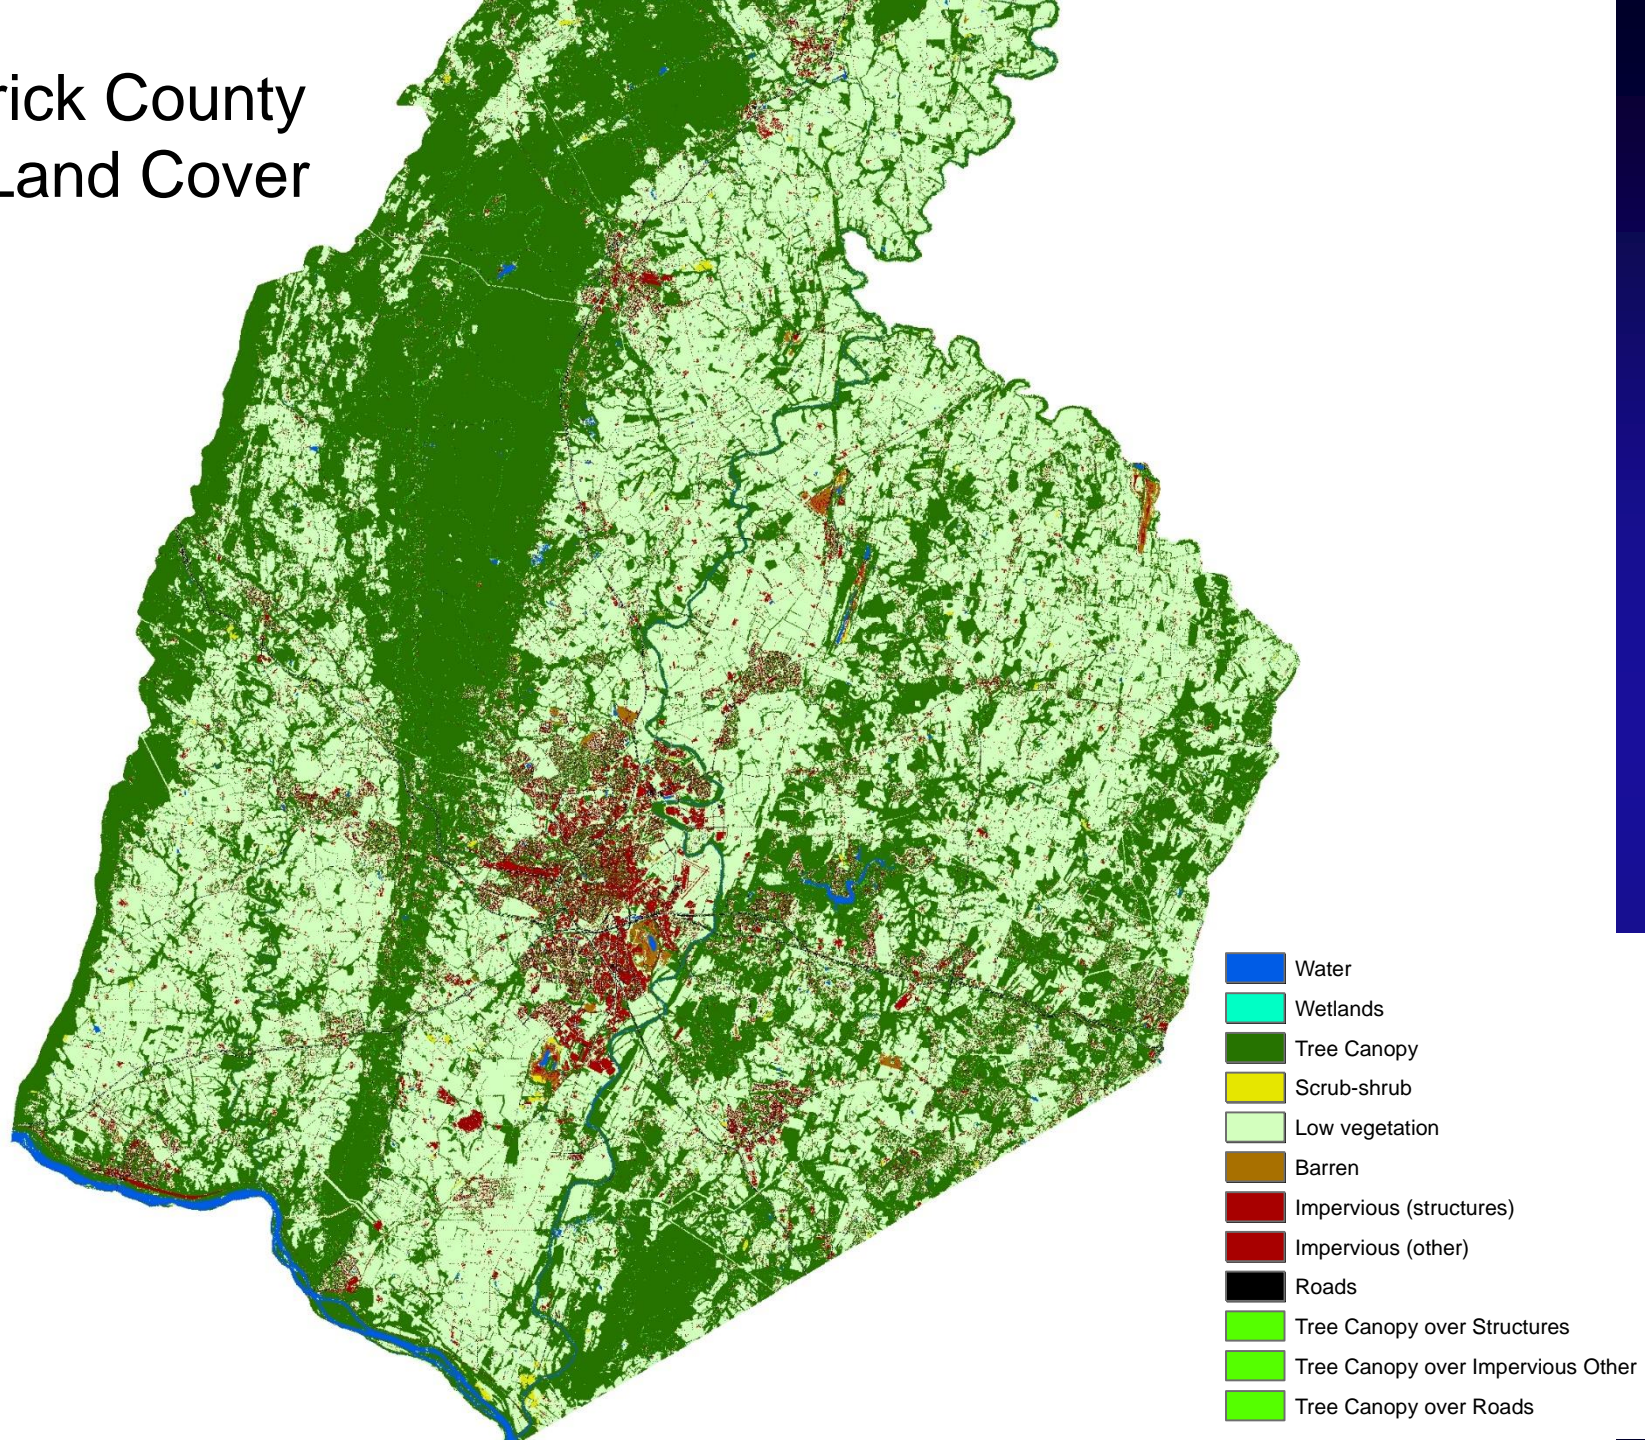 rick County
Land Cover
Water
Wetlands
Tree Canopy
Scrub-shrub
Low vegetation
Barren
Impervious (structures)
Impervious (other)
Roads
Tree Canopy over Structures
Tree Canopy over Impervious Other
Tree Canopy over Roads